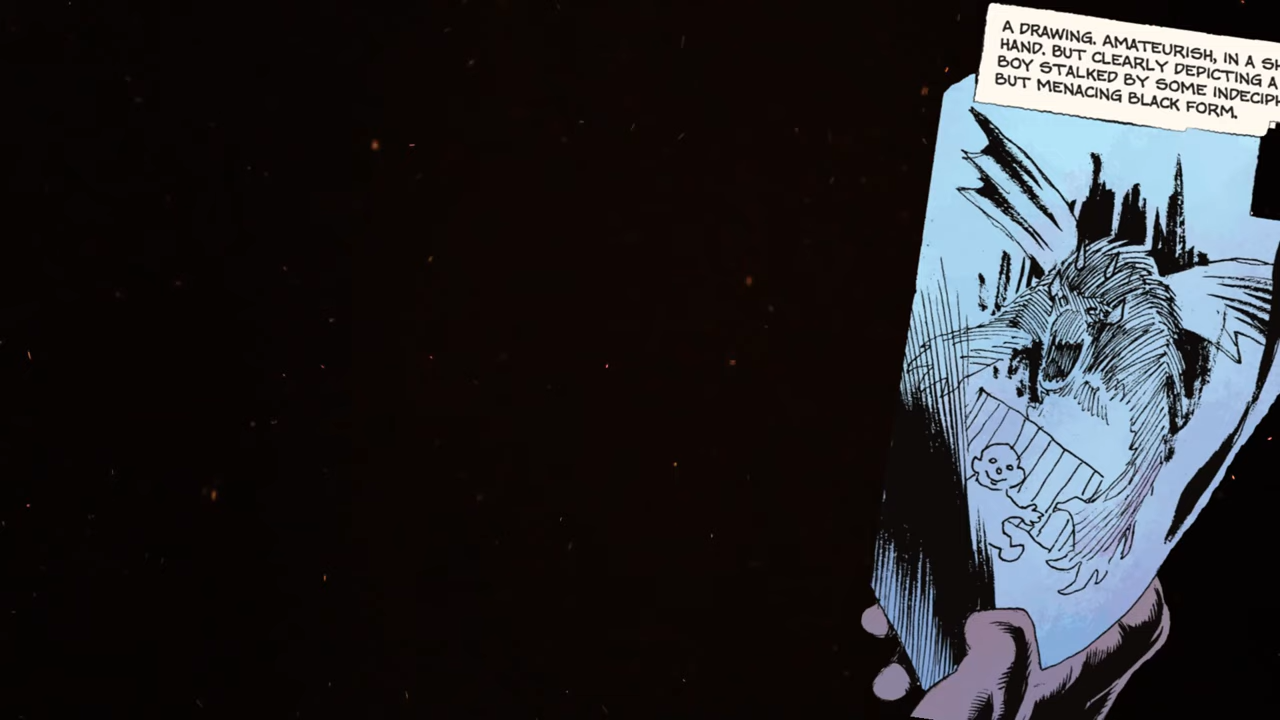 A DRAWING. AMATEURISH, IN A
HAND. BUT CLEARLY DEPICTING A
BOY STALKED BY SOME
BUT MENACING BLACK FORM.